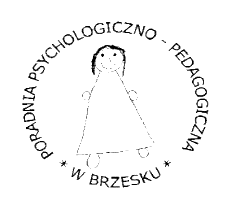 PORADNIA PSYCHOLOGICZNO - PEDAGOGICZNA
* W BRZESKU *